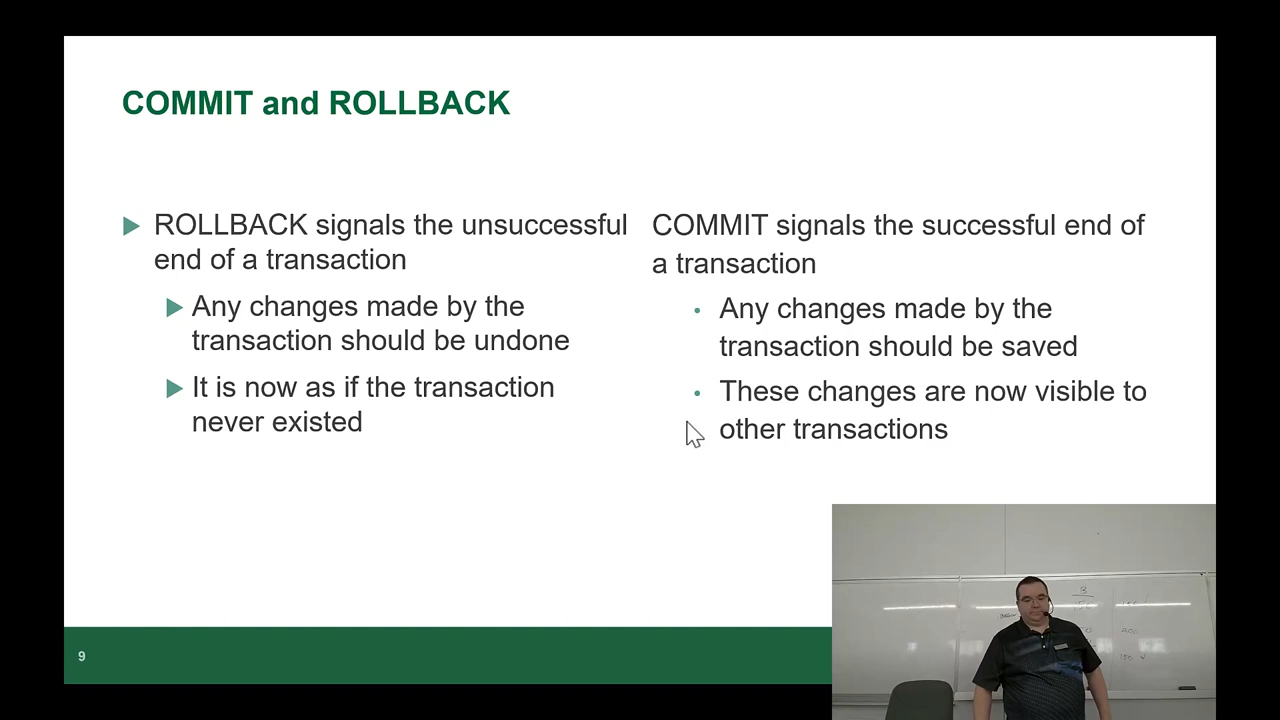 COMMIT and ROLLBACK
ROLLBACK signals the unsuccessful
end of a transaction
Any changes made by the
transaction should be undone
It is now as if the transaction
never existed
COMMIT signals the successful end of
a transaction
Any changes made by the
transaction should be saved
These changes are now visible to
other transactions
9